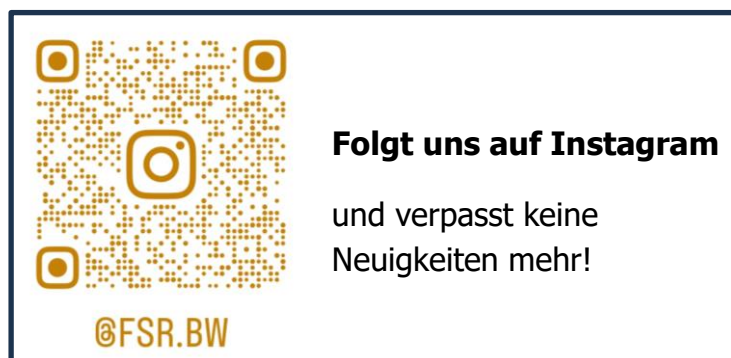 Folgt uns auf Instagram
und verpasst keine
Neuigkeiten mehr!
@FSR.BW